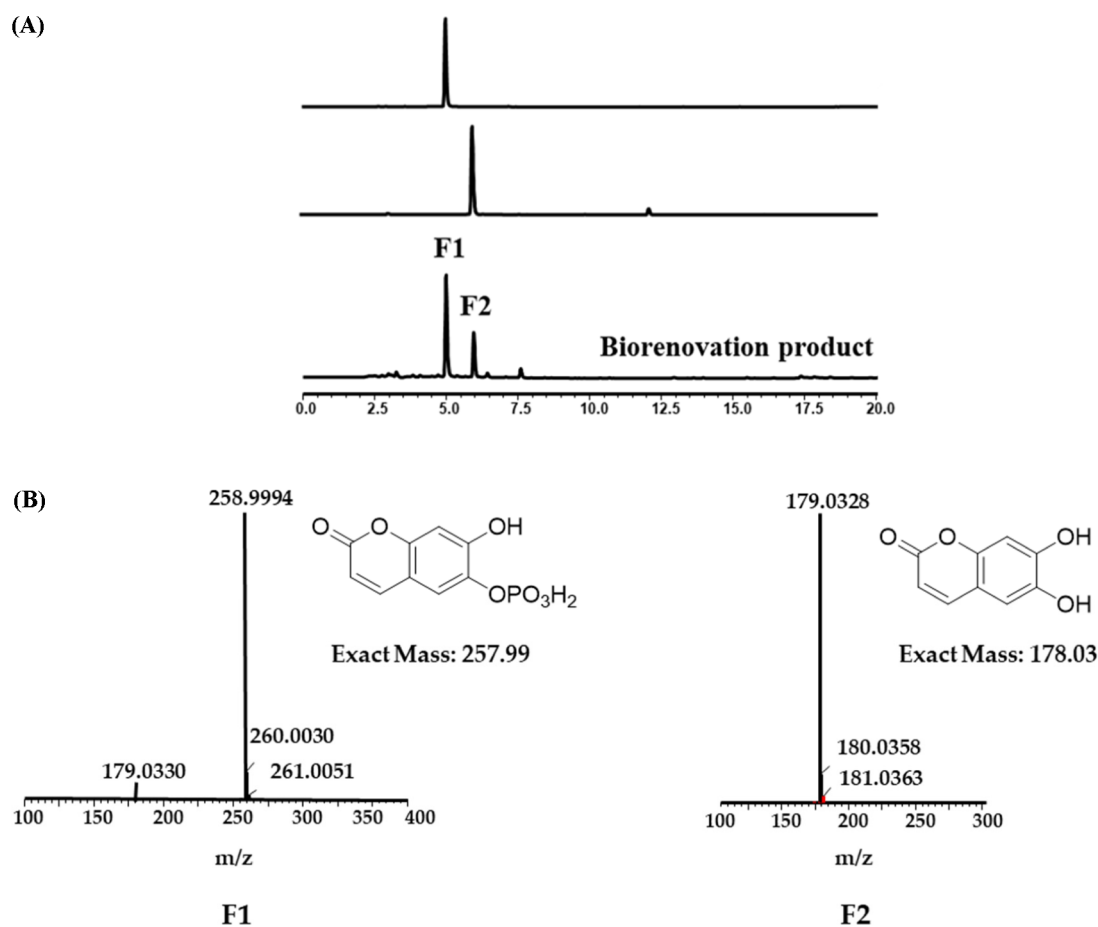 (A)
F1
F2
Biorenovation product
0.0 2.5 5.0 7.5 10.0 12.5 15.0 17.5 20.0
(B)
258.9994
O O OH
OPO3H2
Exact Mass: 257.99
260.0030
179.0330 261.0051
100 150 200 250 300 350 400
m/z
F1
179.0328
O O OH
OH
Exact Mass: 178.03
180.0358
181.0363
100 150 200 250 300
m/z
F2